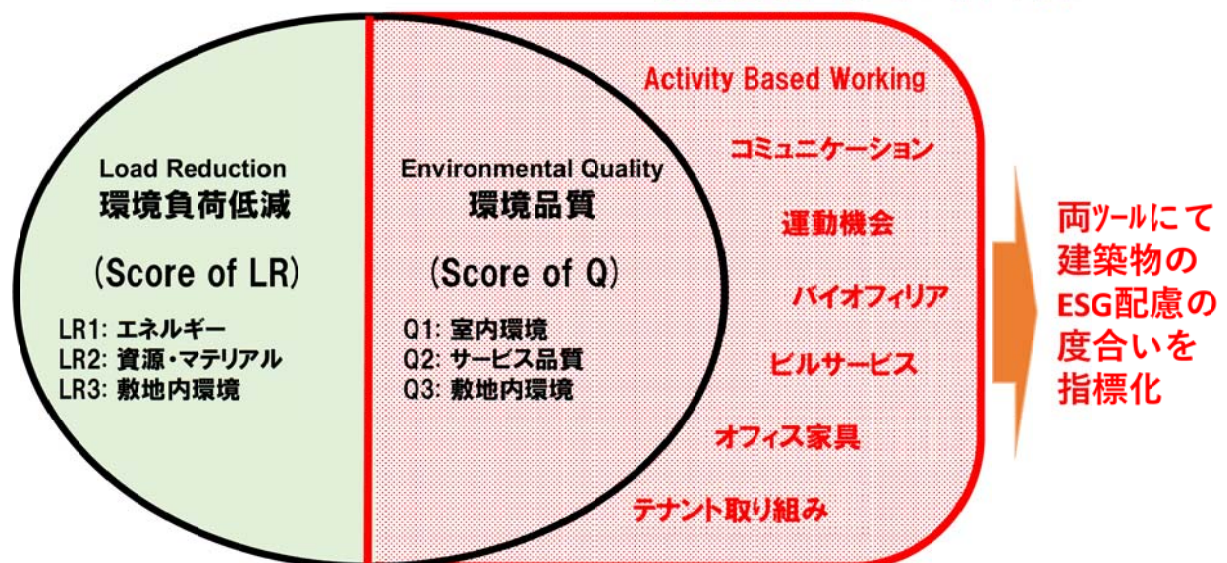 Load Reduction
環境負荷低減
(Score of LR)
LR1: エネルギー
LR2: 資源・マテリアル
LR3: 敷地内環境
Environmental Quality
環境品質
(Score of Q)
Q1: 室内環境
Q2: サービス品質
Q3: 敷地内環境
Activity Based Working
コミュニケーション
運動機会
バイオフィリア
ビルサービス
オフィス家具
テナント取り組み
両ツールにて
建築物の
ESG配慮の
度合いを
指標化